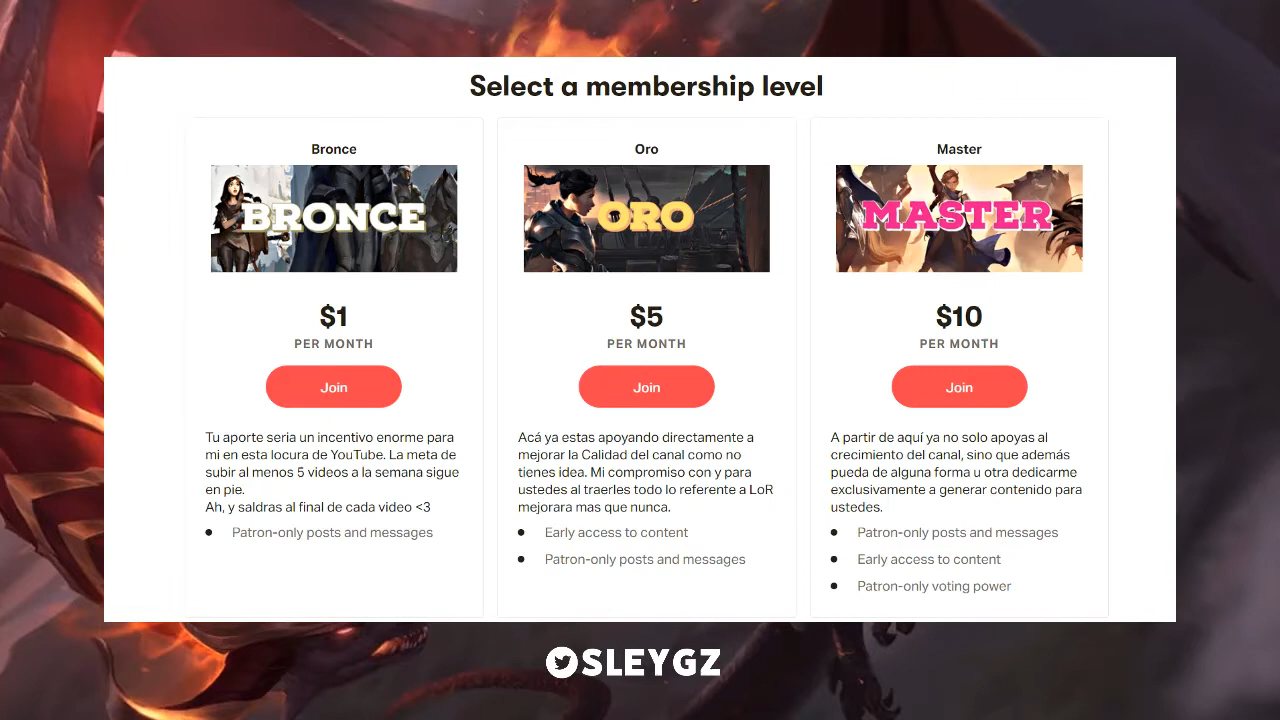 Select a membership level
Bronce
BRONCE
$1
PER MONTH
Join
Tu aporte seria un incentivo enorme para
mi en esta locura de YouTube. La meta de
subir al menos 5 videos a la semana sigue
en pie.
Ah, y saldras al final de cada video <3
Patron-only posts and messages
Oro
ORO
$5
PER MONTH
Join
Acá ya estas apoyando directamente a
mejorar la Calidad del canal como no
tienes idea. Mi compromiso con y para
ustedes al traerles todo lo referente a LoR
mejorara mas que nunca.
Early access to content
Patron-only posts and messages
Master
MASTER
$10
PER MONTH
Join
A partir de aquí ya no solo apoyas al
crecimiento del canal, sino que además
pueda de alguna forma u otra dedicarme
exclusivamente a generar contenido para
ustedes.
Patron-only posts and messages
Early access to content
Patron-only voting power
SLEYGZ